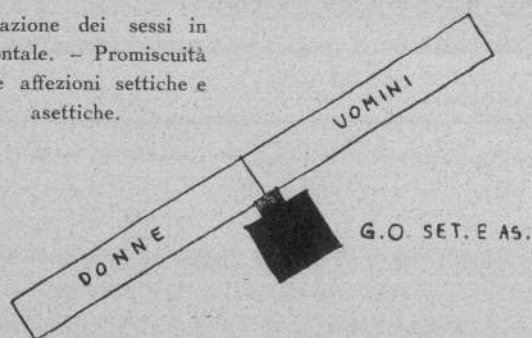 azione dei sessi in
ontale. – Promiscuità
e affezioni settiche e
asettiche.
UOMINI
DONNE
G.O. SET. E AS.